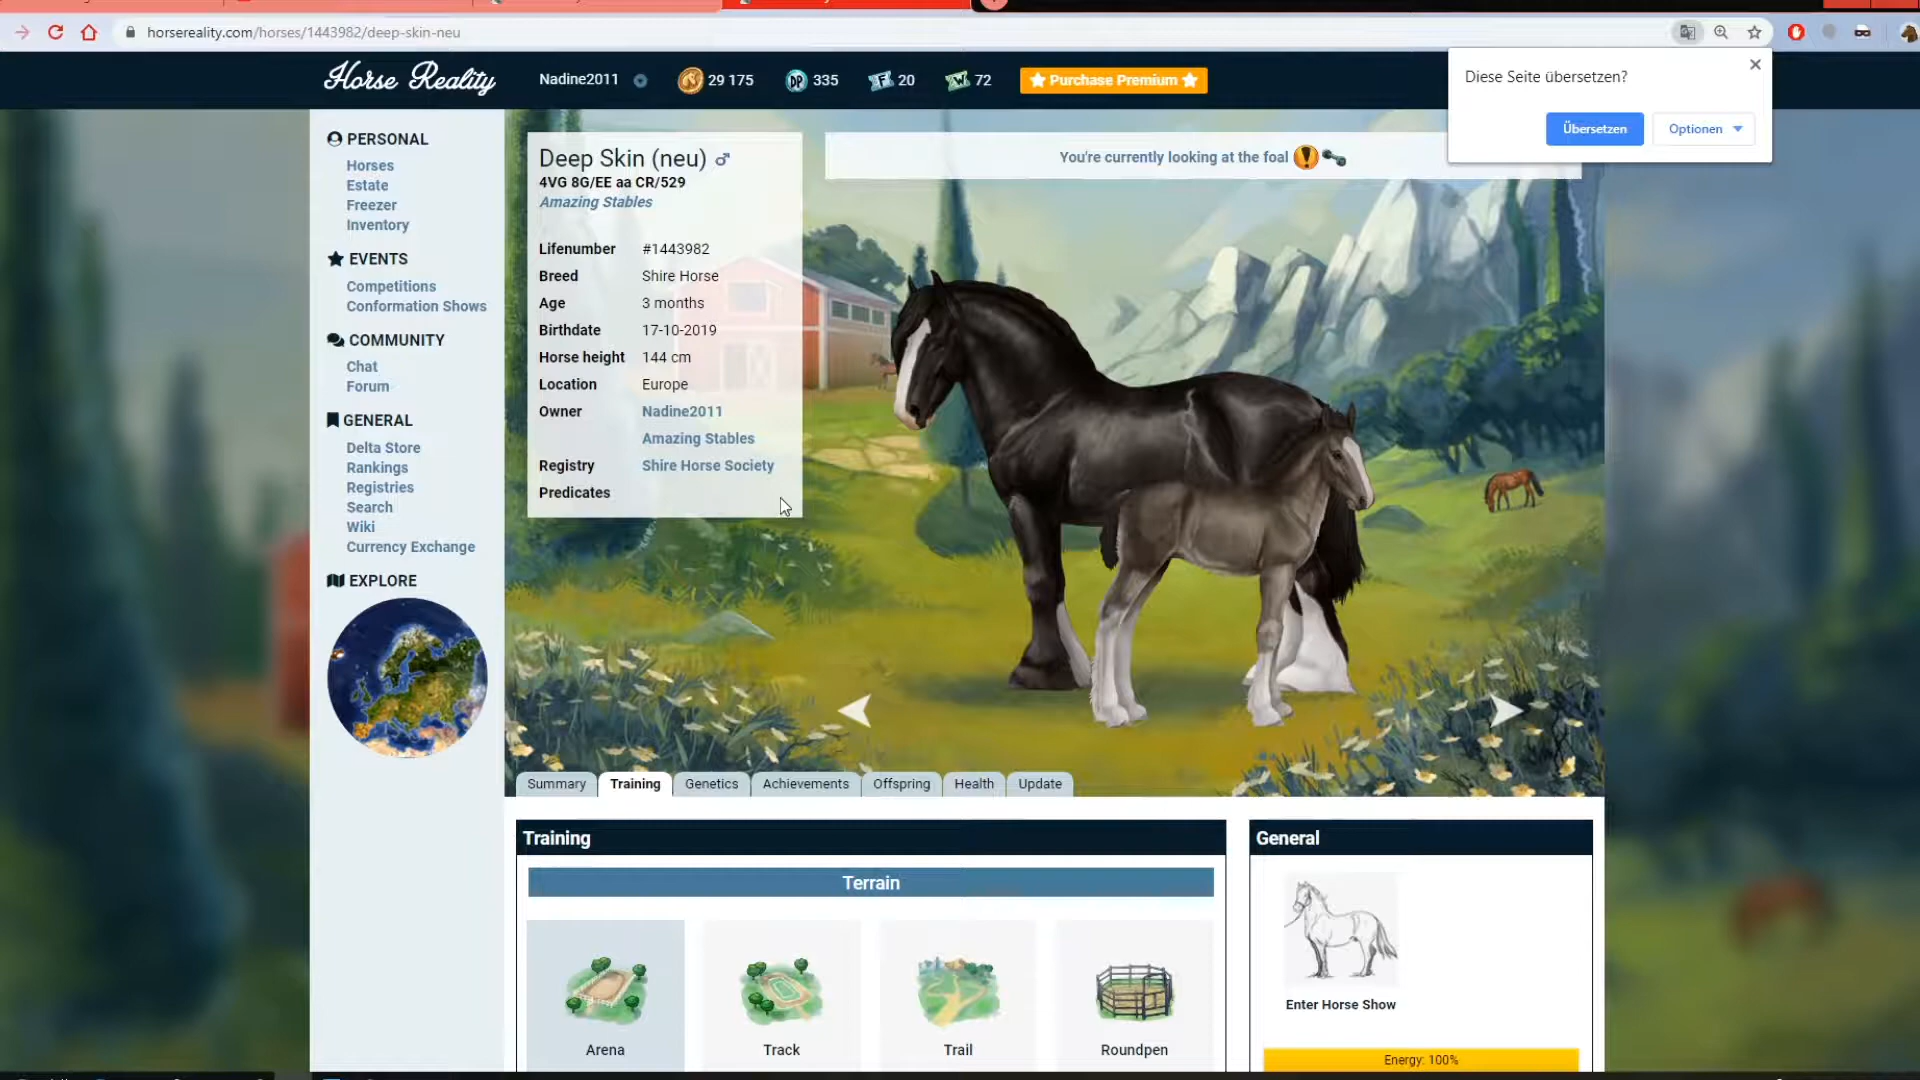 horsereality.com/horses/1443982/deep-skin-neu
Diese Seite übersetzen?
Übersetzen
Optionen
Horse Reality
Nadine2011
29 175
DP
335
20
72
Purchase Premium
PERSONAL
Horses
Estate
Freezer
Inventory
EVENTS
Competitions
Conformation Shows
COMMUNITY
Chat
Forum
GENERAL
Delta Store
Rankings
Registries
Search
Wiki
Currency Exchange
EXPLORE
Deep Skin (neu) ♂
4VG 8G/EE aa CR/529
Amazing Stables
Lifenumber #1443982
Breed Shire Horse
Age 3 months
Birthdate 17-10-2019
Horse height 144 cm
Location Europe
Owner Nadine2011
Amazing Stables
Registry Shire Horse Society
Predicates
You're currently looking at the foal
Summary
Training
Genetics
Achievements
Offspring
Health
Update
Training
Terrain
Arena
Track
Trail
Roundpen
General
Enter Horse Show
Energy: 100%